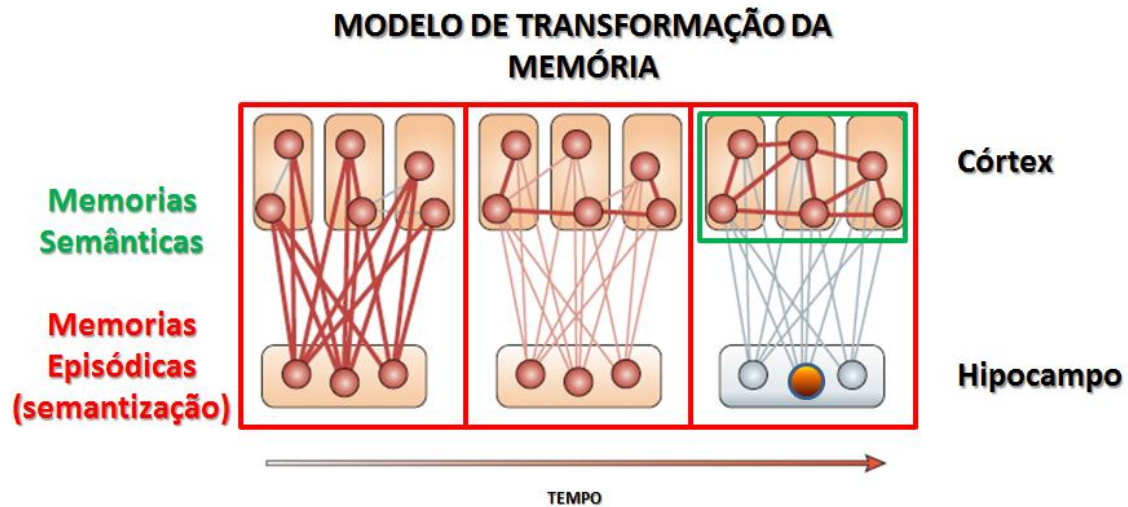 MODELO DE TRANSFORMAÇÃO DA
MEMÓRIA
Córtex
Memorias
Semânticas
Memorias
Episódicas
(semantização)
Hipocampo
TEMPO